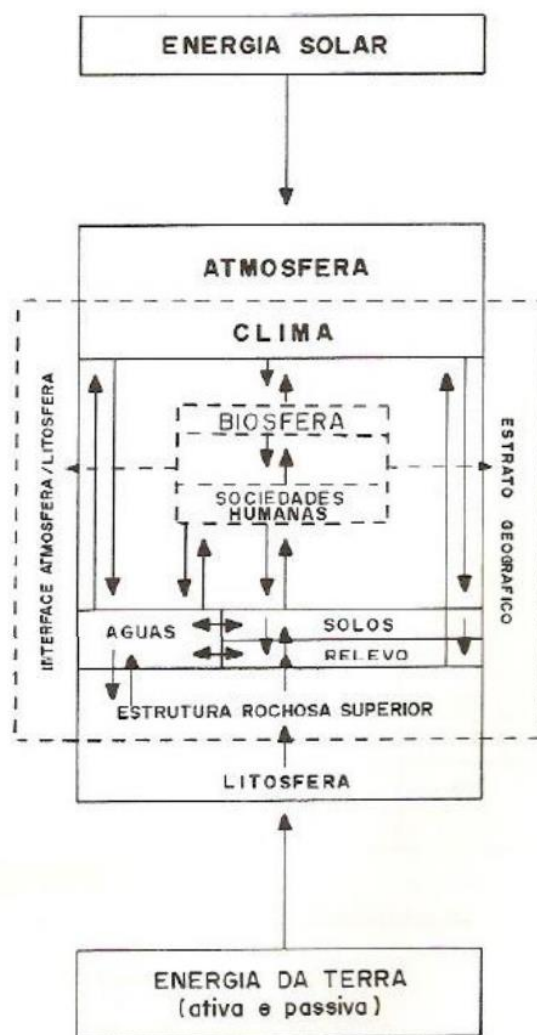 ENERGIA SOLAR
ATMOSFERA
CLIMA
BIOSFERA
SOCIEDADES
HUMANAS
INTERFACE ATMOSFERA/LITOSFERA
ESTRATO GEOGRAFICO
AGUAS
SOLOS
RELEVO
ESTRUTURA ROCHOSA SUPERIOR
LITOSFERA
ENERGIA DA TERRA
(ativa e passiva)